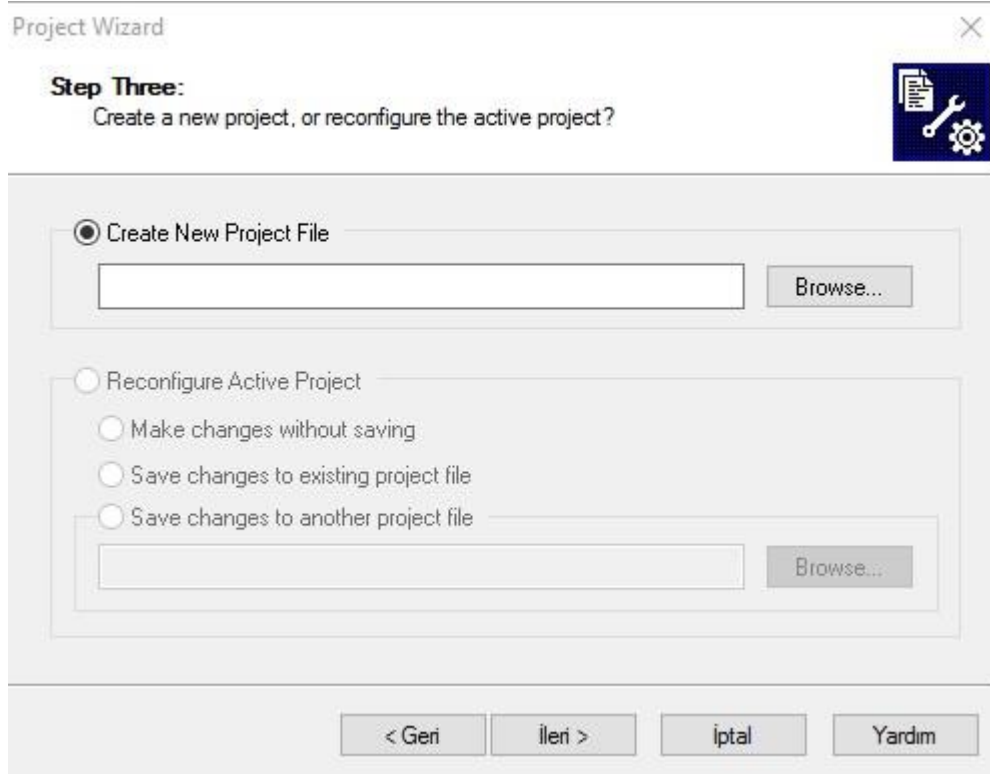 Project Wizard
Step Three:
Create a new project, or reconfigure the active project?
Create New Project File
Browse...
Reconfigure Active Project
Make changes without saving
Save changes to existing project file
Save changes to another project file
Browse...
< Geri İleri > İptal Yardım